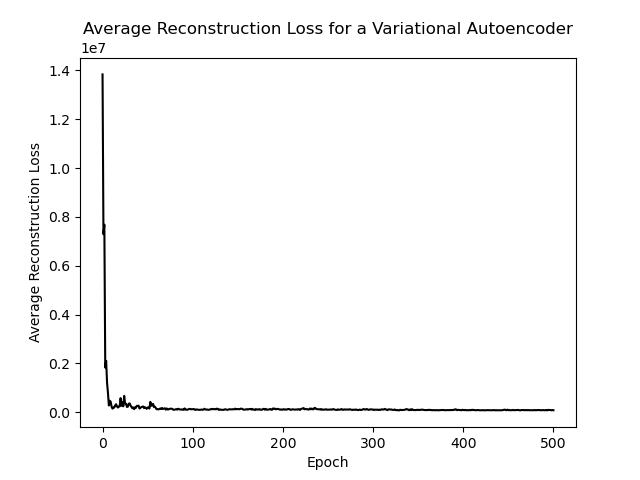 Average Reconstruction Loss for a Variational Autoencoder
1e7
1.4
1.2
1.0
0.8
0.6
0.4
0.2
0.0
Average Reconstruction Loss
0 100 200 300 400 500
Epoch